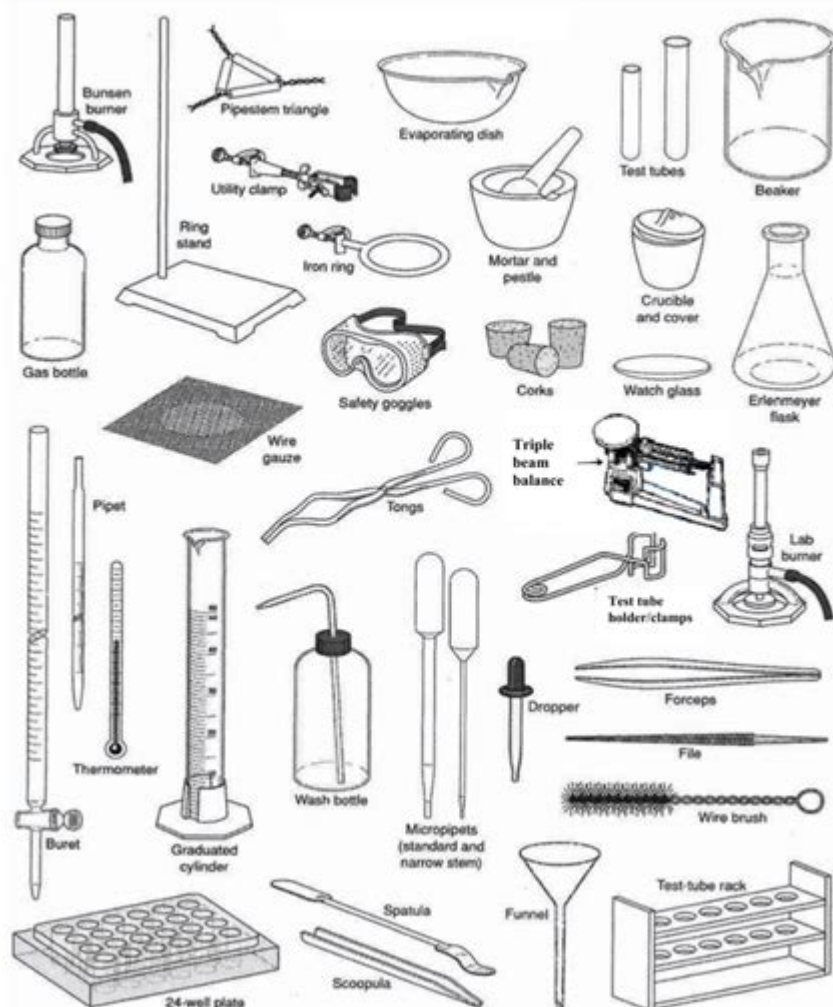 Bunsen
burner
Pipestem triangle
Evaporating dish
Test tubes
Beaker
Utility clamp
Ring
stand
Iron ring
Mortar and
pestle
Crucible
and cover
Gas bottle
Safety goggles
Corks
Watch glass
Erlenmeyer
flask
Wire
gauze
Triple
beam
balance
Pipet
Tongs
Lab
burner
Test tube
holder/clamps
Dropper
Forceps
File
Thermometer
Wash bottle
Wire brush
Buret
Graduated
cylinder
Micropipets
(standard and
narrow stem)
Spatula
Funnel
Test-tube rack
Scoopula
24-well plate